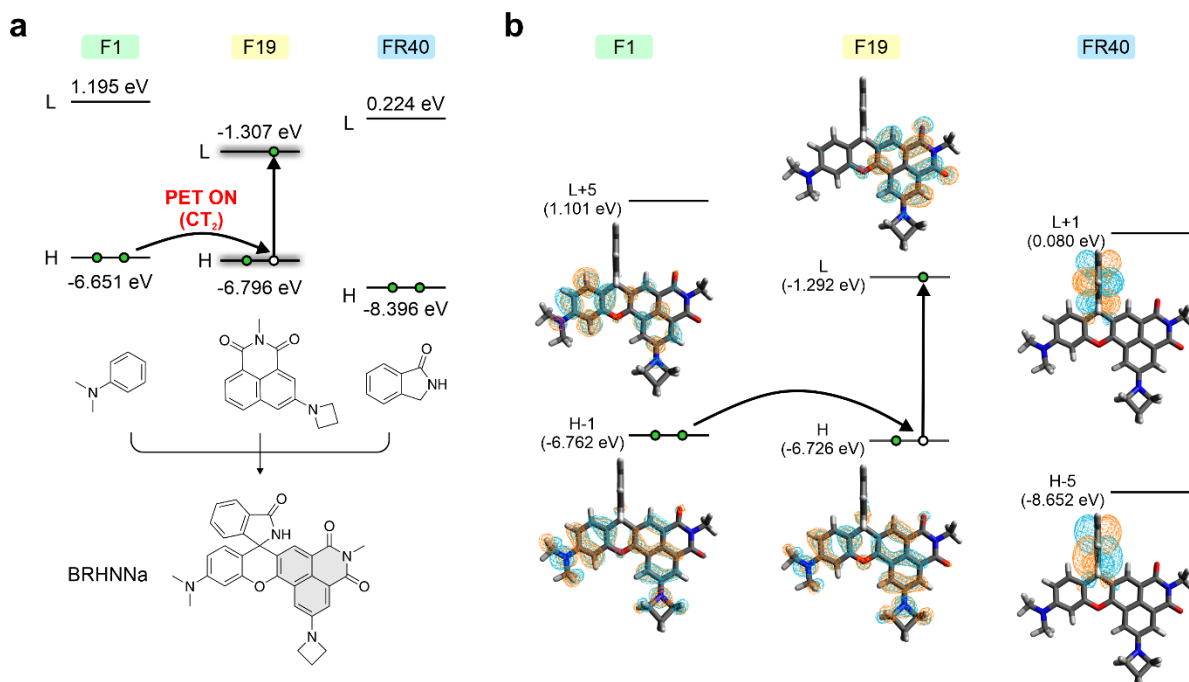 a
F1
F19
FR40
L
1.195 eV
L
0.224 eV
-1.307 eV
L
PET ON
(CT₂)
H
-6.651 eV
H
-6.796 eV
H
-8.396 eV
N
O
N
O
N
O
NH
BRHNNa
O
NH
O
N
O
N
O
N
b
F1
F19
FR40
L+5
(1.101 eV)
L
(-1.292 eV)
L+1
(0.080 eV)
H-1
(-6.762 eV)
H
(-6.726 eV)
H-5
(-8.652 eV)